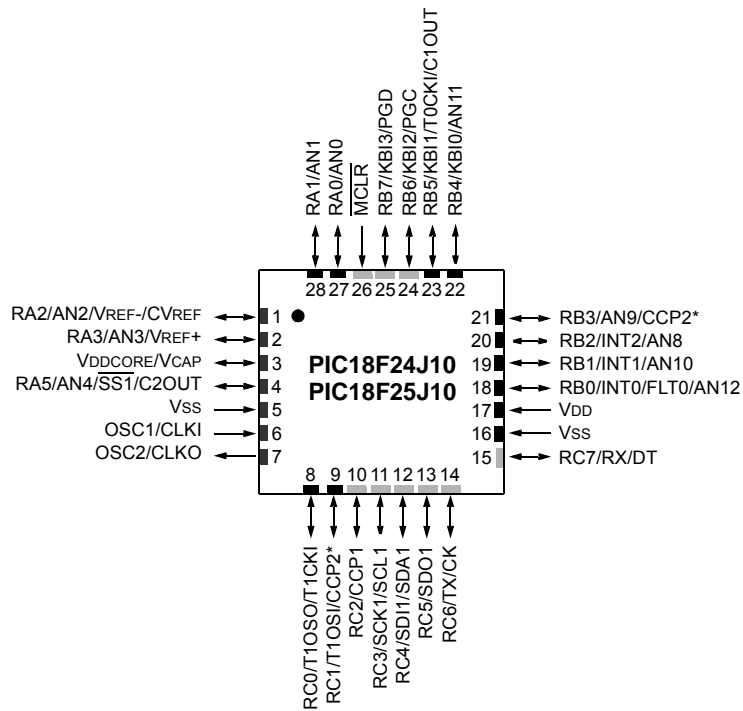 RA1/AN1
RA0/AN0
MCLR
RB7/KBI3/PGD
RB6/KBI2/PGC
RB5/KBI1/T0CKI/C1OUT
RB4/KBI0/AN11
28 27 26 25 24 23 22
RA2/AN2/VREF-/CVREF 1
RA3/AN3/VREF+ 2
VDDCORE/VCAP 3
RA5/AN4/SS1/C2OUT 4
VSS 5
OSC1/CLKI 6
OSC2/CLKO 7
PIC18F24J10
PIC18F25J10
21 RB3/AN9/CCP2*
20 RB2/INT2/AN8
19 RB1/INT1/AN10
18 RB0/INT0/FLT0/AN12
17 VDD
16 VSS
15 RC7/RX/DT
8 9 10 11 12 13 14
RC0/T1OSO/T1CKI
RC1/T1OSI/CCP2*
RC2/CCP1
RC3/SCK1/SCL1
RC4/SDI1/SDA1
RC5/SDO1
RC6/TX/CK